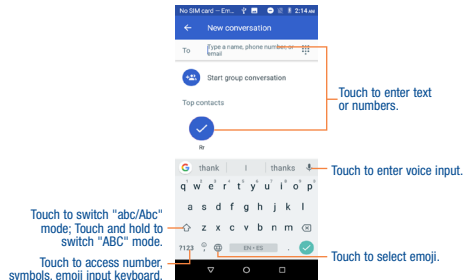 No SIM card – Em... 2:14 AM
New conversation
To Type a name, phone number, or
email
Start group conversation
Top contacts
Rr
Touch to enter text
or numbers.
G thank I thanks
Touch to enter voice input.
q w e r t y u i o p
a s d f g h j k l
z x c v b n m
?123 , EN • ES .
Touch to switch "abc/Abc"
mode; Touch and hold to
switch "ABC" mode.
Touch to access number,
symbols, emoji input keyboard.
Touch to select emoji.